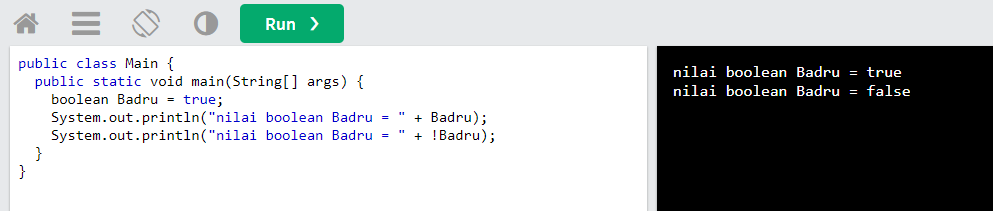 Run ❯
public class Main {
  public static void main(String[] args) {
    boolean Badru = true;
    System.out.println("nilai boolean Badru = " + Badru);
    System.out.println("nilai boolean Badru = " + !Badru);
  }
}
nilai boolean Badru = true
nilai boolean Badru = false